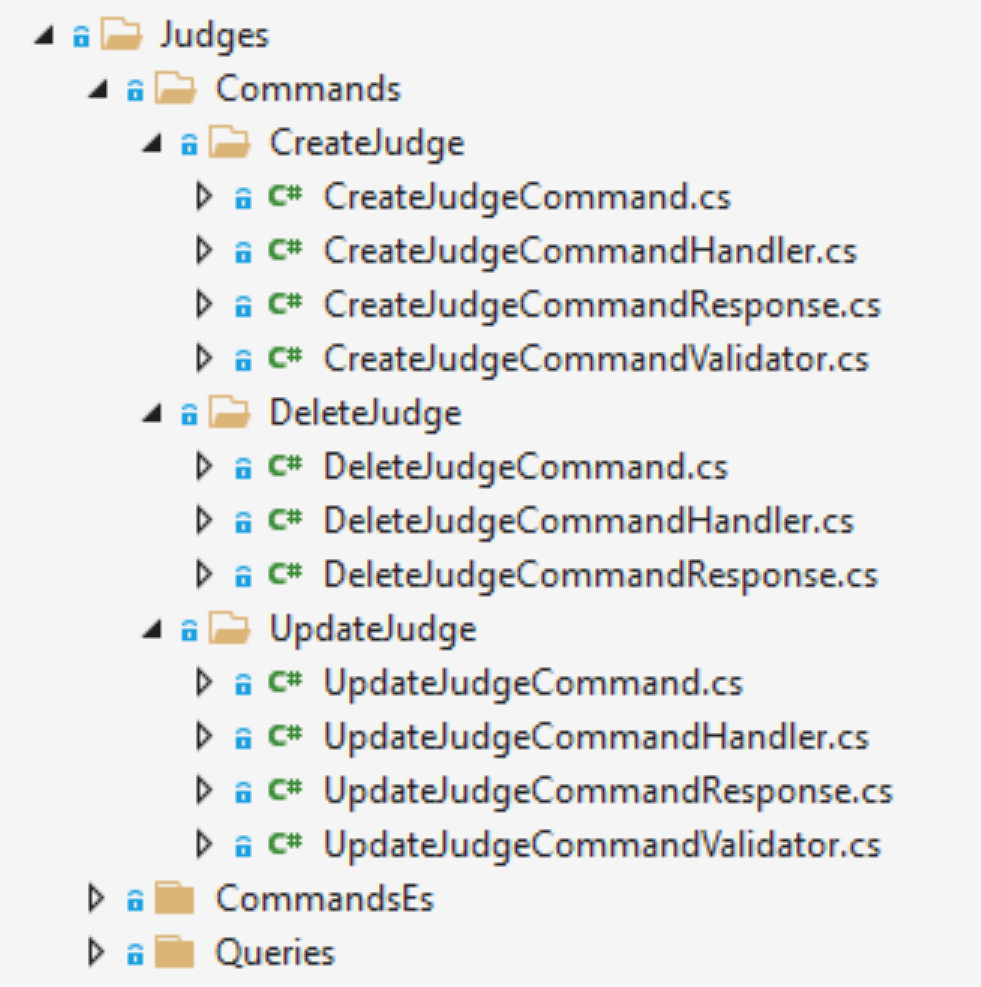 Judges
Commands
CreateJudge
C# CreateJudgeCommand.cs
C# CreateJudgeCommandHandler.cs
C# CreateJudgeCommandResponse.cs
C# CreateJudgeCommandValidator.cs
DeleteJudge
C# DeleteJudgeCommand.cs
C# DeleteJudgeCommandHandler.cs
C# DeleteJudgeCommandResponse.cs
UpdateJudge
C# UpdateJudgeCommand.cs
C# UpdateJudgeCommandHandler.cs
C# UpdateJudgeCommandResponse.cs
C# UpdateJudgeCommandValidator.cs
CommandsEs
Queries